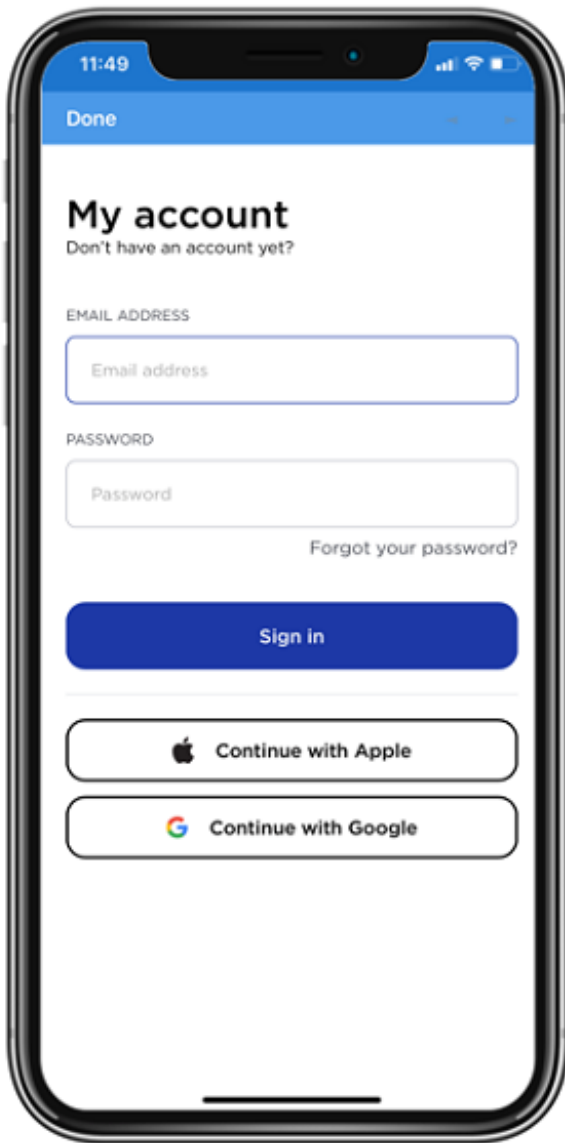 11:49
Done
My account
Don't have an account yet?
EMAIL ADDRESS
Email address
PASSWORD
Password
Forgot your password?
Sign in
Continue with Apple
Continue with Google